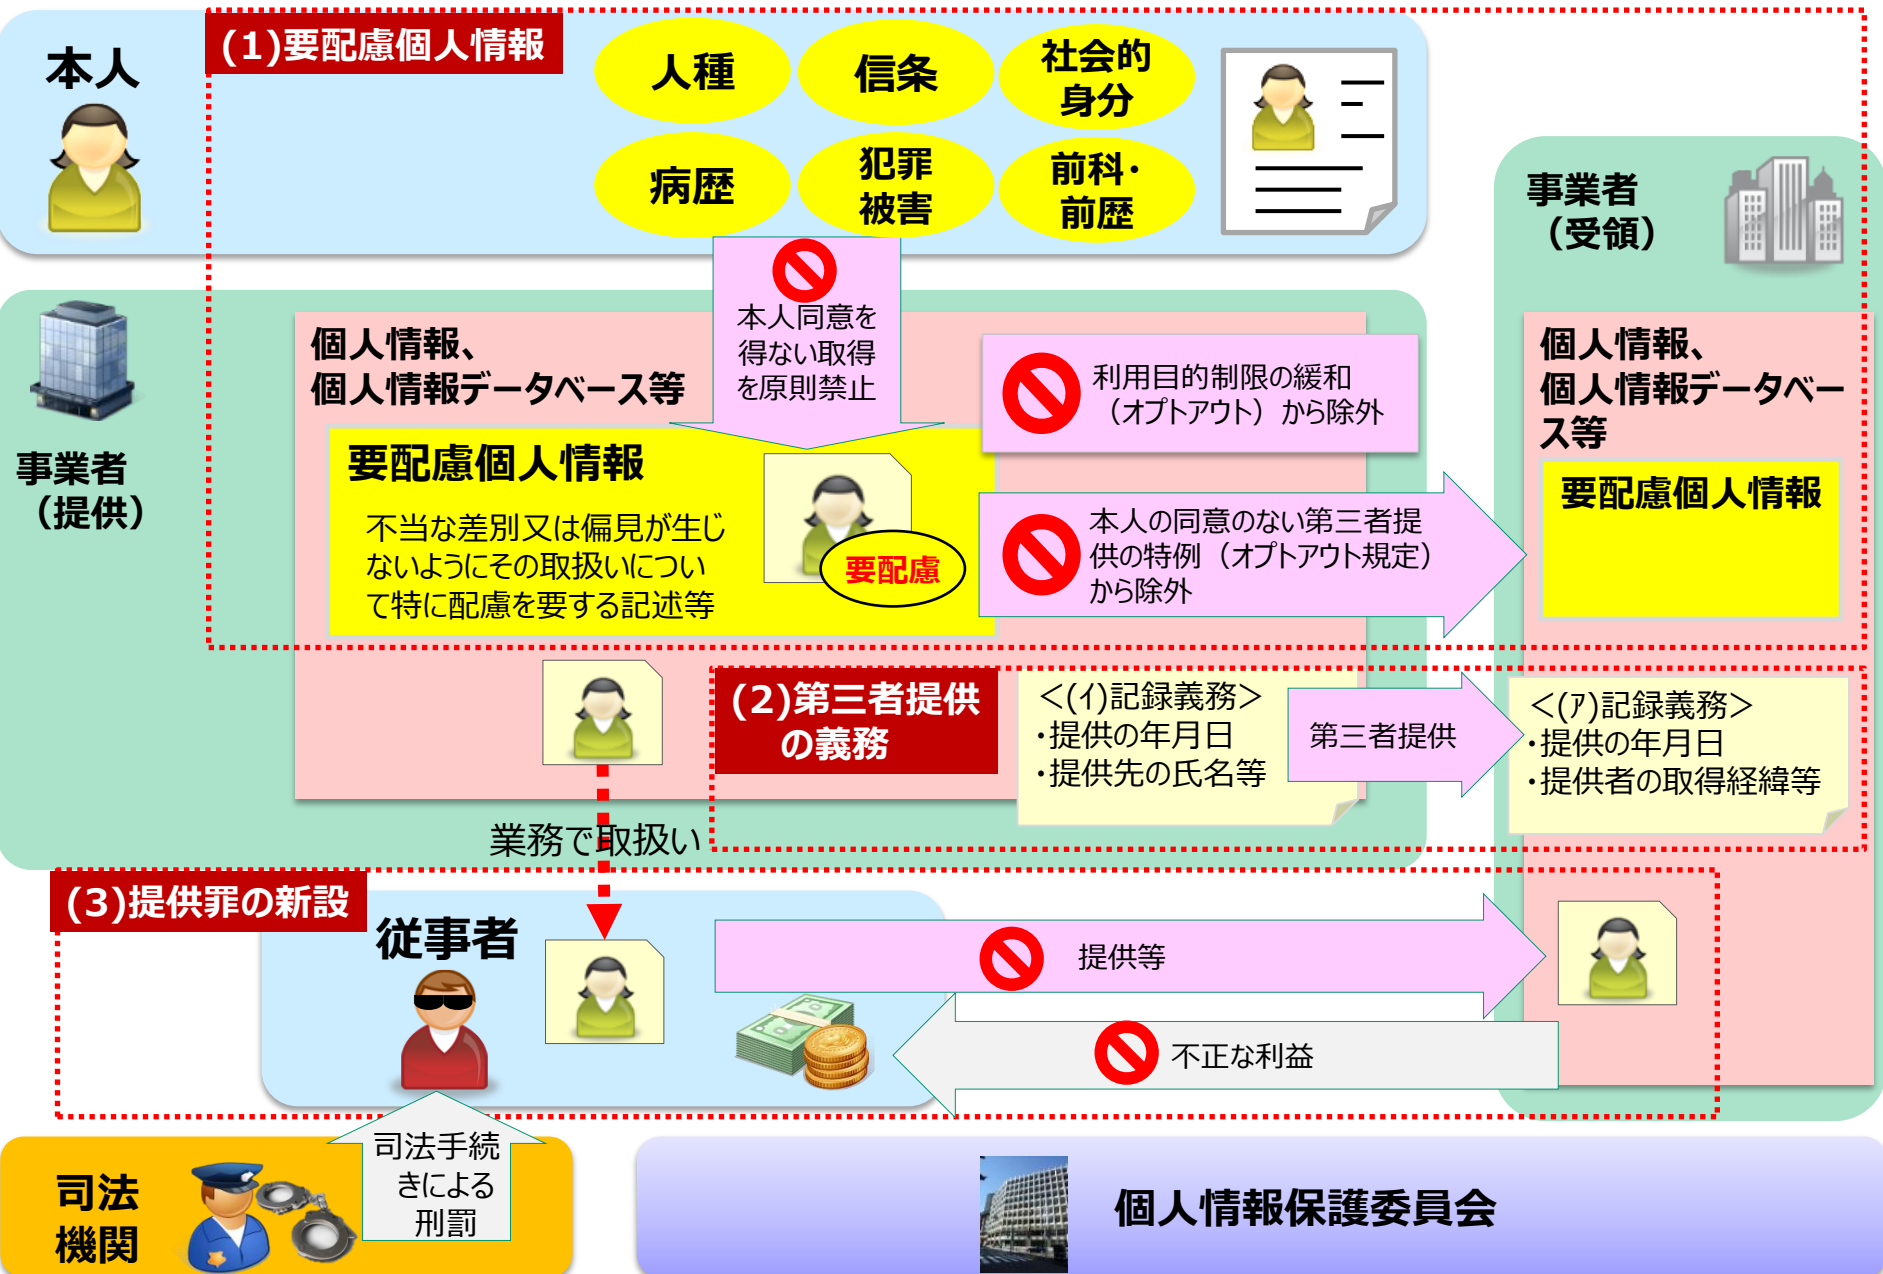 本人
(1)要配慮個人情報
人種
信条
社会的
身分
病歴
犯罪
被害
前科・
前歴
事業者
（受領）
本人同意を
得ない取得
を原則禁止
個人情報、
個人情報データベース等
利用目的制限の緩和
（オプトアウト）から除外
個人情報、
個人情報データベー
ス等
事業者
（提供）
要配慮個人情報
不当な差別又は偏見が生じ
ないようにその取扱いについ
て特に配慮を要する記述等
要配慮
本人の同意のない第三者提
供の特例（オプトアウト規定）
から除外
要配慮個人情報
(2)第三者提供
の義務
＜(ｲ)記録義務＞
・提供の年月日
・提供先の氏名等
第三者提供
＜(ｱ)記録義務＞
・提供の年月日
・提供者の取得経緯等
業務で取扱い
(3)提供罪の新設
従事者
提供等
不正な利益
司法
機関
司法手続
きによる
刑罰
個人情報保護委員会